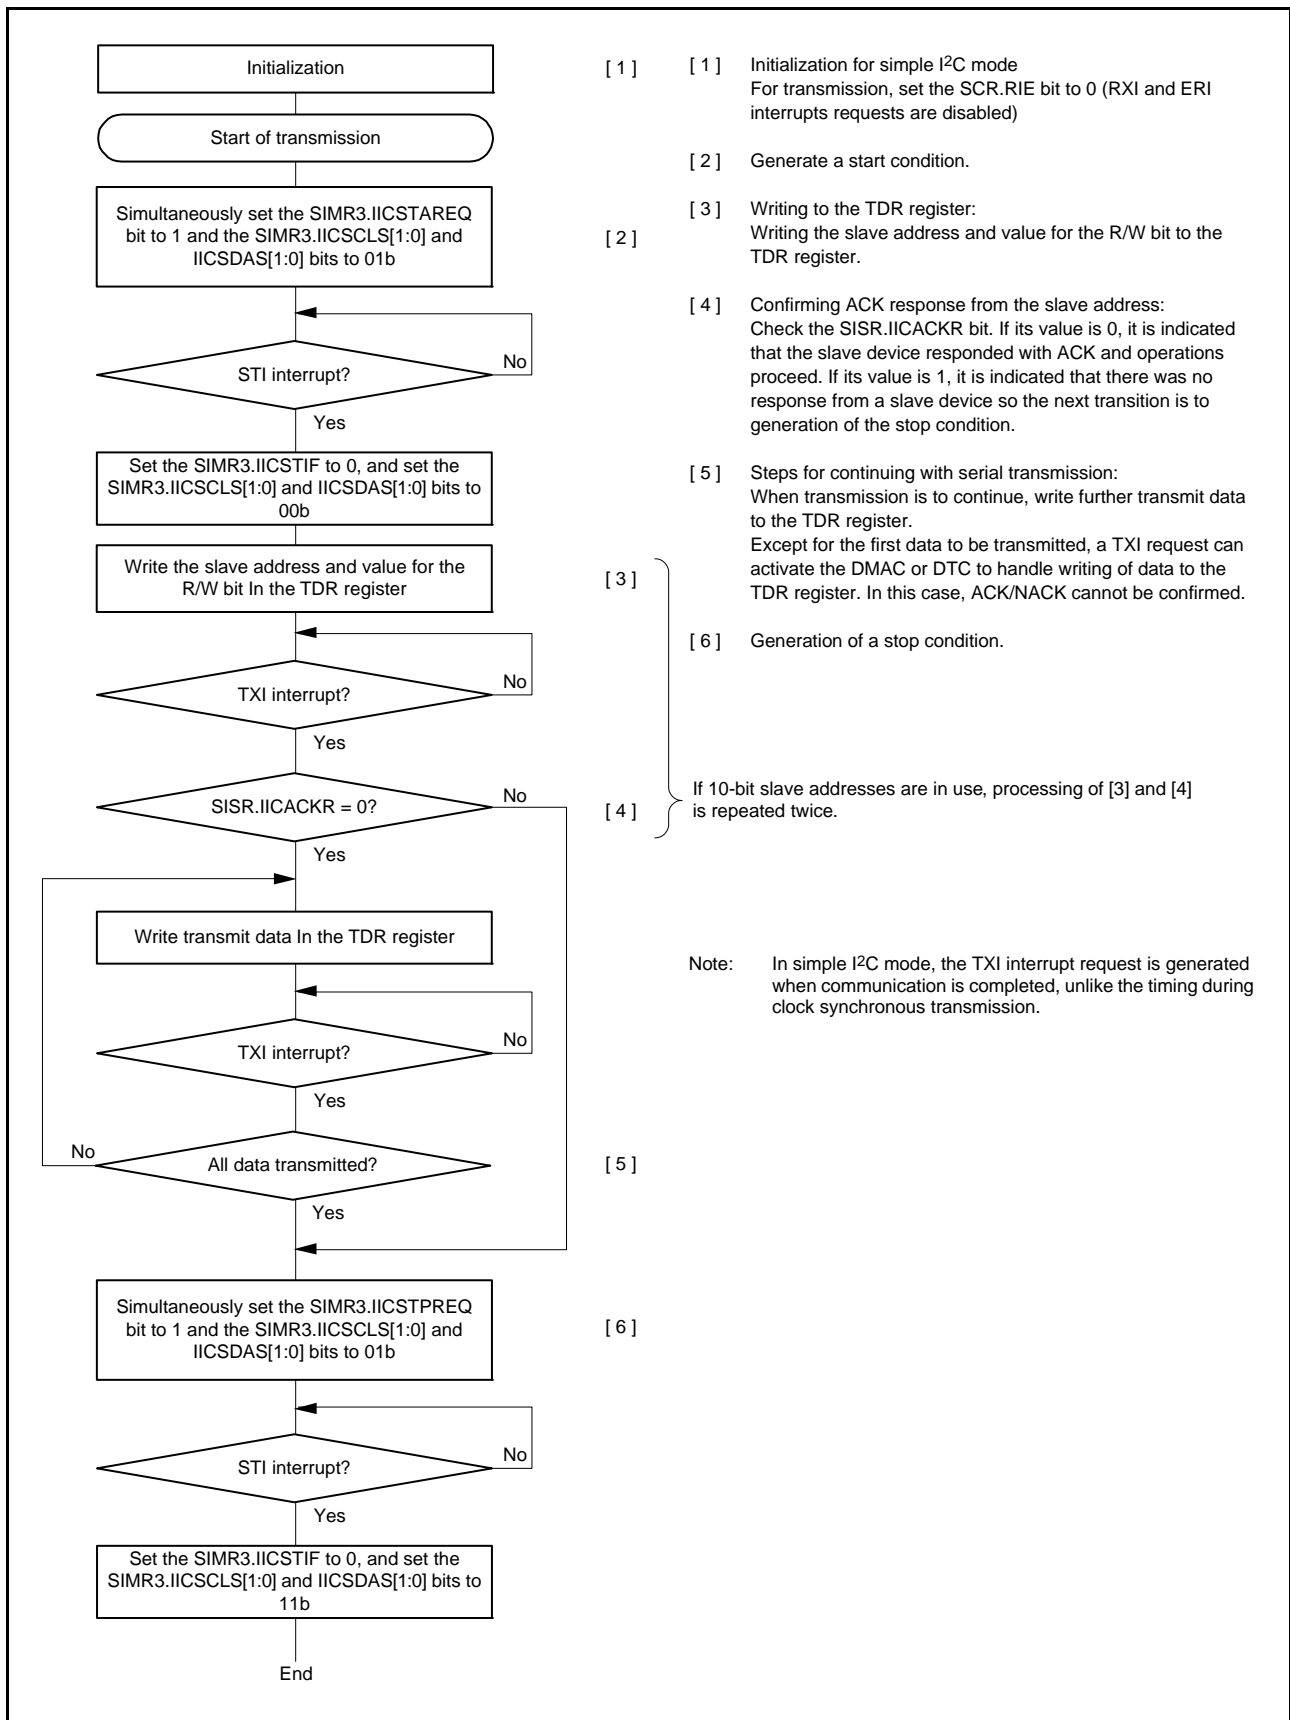 Initialization
[ 1 ]
Start of transmission
Simultaneously set the SIMR3.IICSTAREQ
bit to 1 and the SIMR3.IICSCLS[1:0] and
IICSDAS[1:0] bits to 01b
[ 2 ]
STI interrupt?
No
Yes
Set the SIMR3.IICSTIF to 0, and set the
SIMR3.IICSCLS[1:0] and IICSDAS[1:0] bits to
00b
Write the slave address and value for the
R/W bit In the TDR register
[ 3 ]
TXI interrupt?
No
Yes
SISR.IICACKR = 0?
No
[ 4 ]
Yes
If 10-bit slave addresses are in use, processing of [3] and [4]
is repeated twice.
Write transmit data In the TDR register
TXI interrupt?
No
Yes
No
All data transmitted?
[ 5 ]
Yes
Simultaneously set the SIMR3.IICSTPREQ
bit to 1 and the SIMR3.IICSCLS[1:0] and
IICSDAS[1:0] bits to 01b
[ 6 ]
STI interrupt?
No
Yes
Set the SIMR3.IICSTIF to 0, and set the
SIMR3.IICSCLS[1:0] and IICSDAS[1:0] bits to
11b
End
[ 1 ] Initialization for simple I2C mode
For transmission, set the SCR.RIE bit to 0 (RXI and ERI
interrupts requests are disabled)
[ 2 ] Generate a start condition.
[ 3 ] Writing to the TDR register:
Writing the slave address and value for the R/W bit to the
TDR register.
[ 4 ] Confirming ACK response from the slave address:
Check the SISR.IICACKR bit. If its value is 0, it is indicated
that the slave device responded with ACK and operations
proceed. If its value is 1, it is indicated that there was no
response from a slave device so the next transition is to
generation of the stop condition.
[ 5 ] Steps for continuing with serial transmission:
When transmission is to continue, write further transmit data
to the TDR register.
Except for the first data to be transmitted, a TXI request can
activate the DMAC or DTC to handle writing of data to the
TDR register. In this case, ACK/NACK cannot be confirmed.
[ 6 ] Generation of a stop condition.
Note: In simple I2C mode, the TXI interrupt request is generated
when communication is completed, unlike the timing during
clock synchronous transmission.